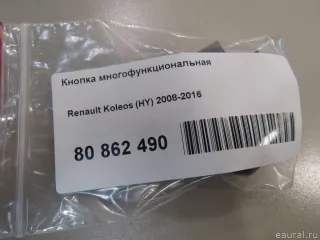 Кнопка многофункциональная
Renault Koleos (HY) 2008-2016
80 862 490
eaural.ru